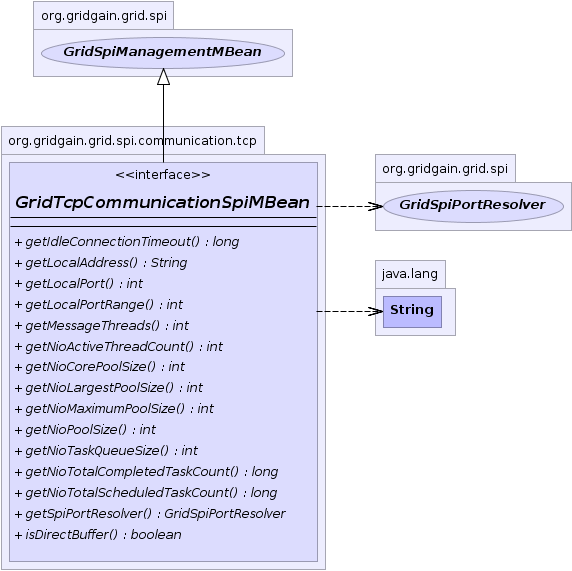 org.gridgain.grid.spi
GridSpiManagementMBean
org.gridgain.grid.spi.communication.tcp
<<interface>>
GridTcpCommunicationSpiMBean
+ getIdleConnectionTimeout() : long
+ getLocalAddress() : String
+ getLocalPort() : int
+ getLocalPortRange() : int
+ getMessageThreads() : int
+ getNioActiveThreadCount() : int
+ getNioCorePoolSize() : int
+ getNioLargestPoolSize() : int
+ getNioMaximumPoolSize() : int
+ getNioPoolSize() : int
+ getNioTaskQueueSize() : int
+ getNioTotalCompletedTaskCount() : long
+ getNioTotalScheduledTaskCount() : long
+ getSpiPortResolver() : GridSpiPortResolver
+ isDirectBuffer() : boolean
org.gridgain.grid.spi
GridSpiPortResolver
java.lang
String